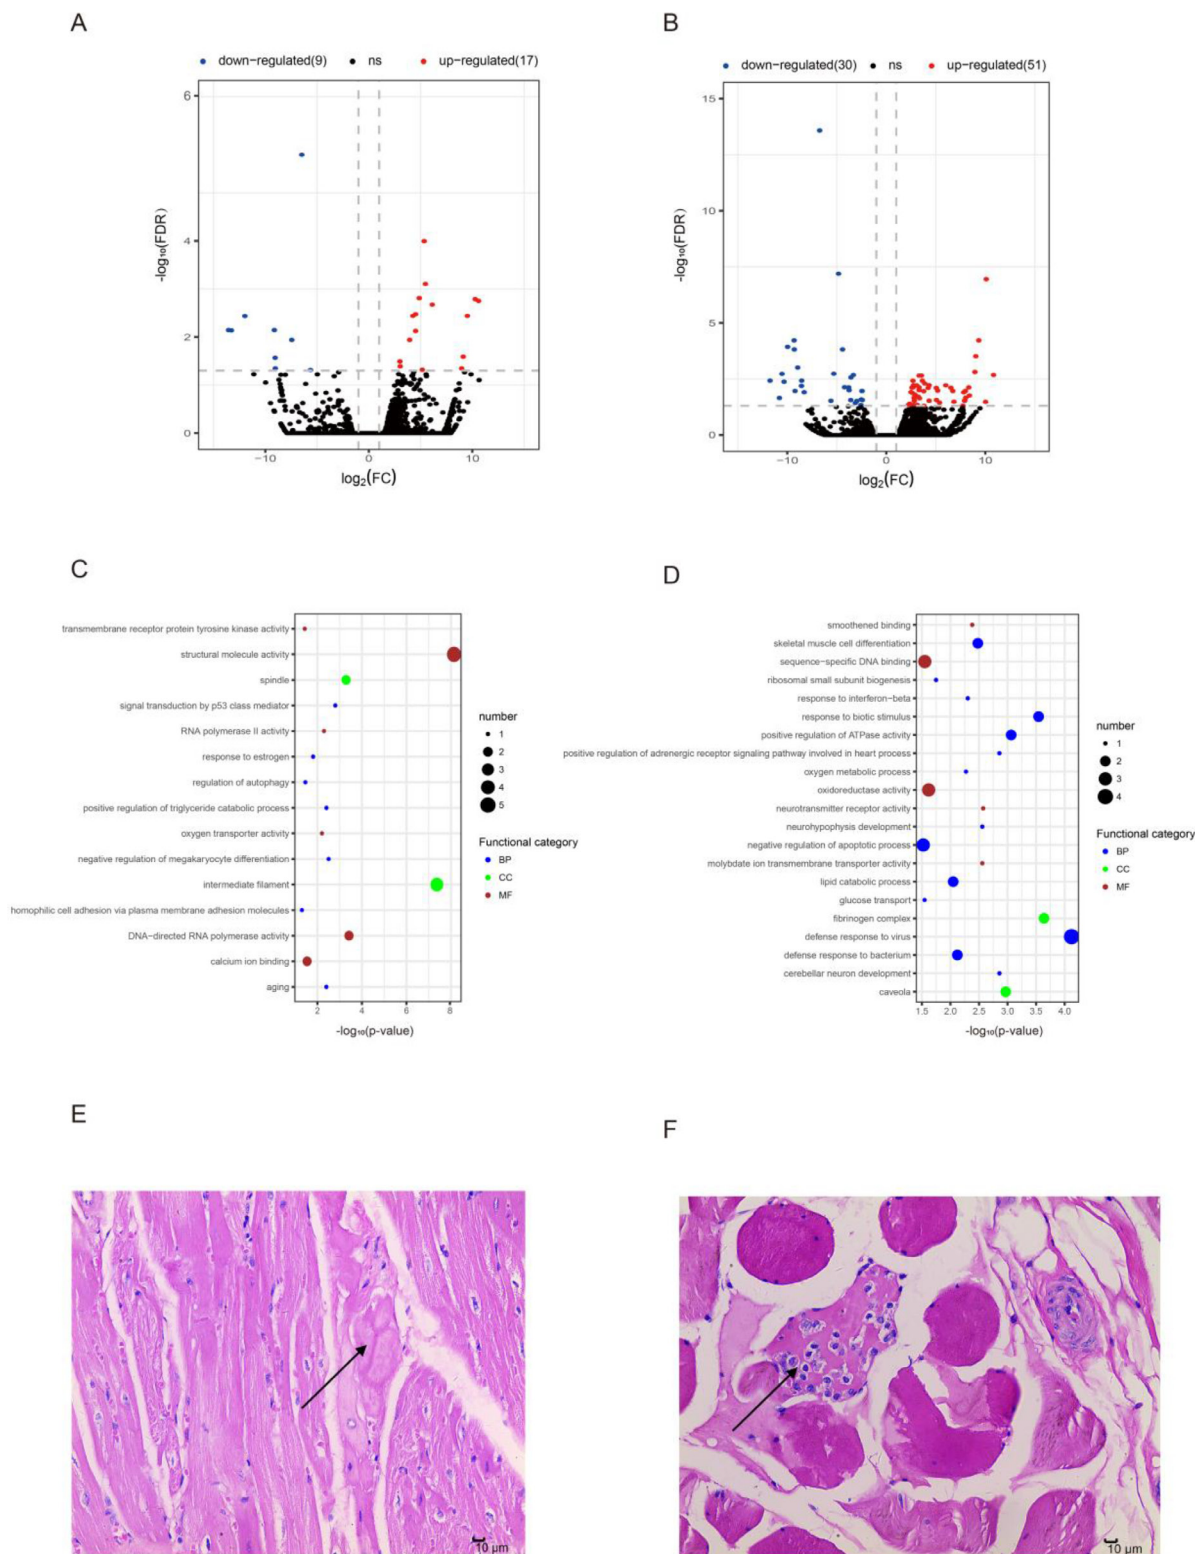 A
down−regulated(9) ns up−regulated(17)
6
4
2
0
-log₁₀(FDR)
−10 0 10
log₂(FC)
B
down−regulated(30) ns up−regulated(51)
15
10
5
0
-log₁₀(FDR)
−10 0 10
log₂(FC)
C
transmembrane receptor protein tyrosine kinase activity
structural molecule activity
spindle
signal transduction by p53 class mediator
RNA polymerase II activity
response to estrogen
regulation of autophagy
positive regulation of triglyceride catabolic process
oxygen transporter activity
negative regulation of megakaryocyte differentiation
intermediate filament
homophilic cell adhesion via plasma membrane adhesion molecules
DNA−directed RNA polymerase activity
calcium ion binding
aging
2 4 6 8
-log₁₀(p-value)
number
1
2
3
4
5
Functional category
BP
CC
MF
D
smoothened binding
skeletal muscle cell differentiation
sequence−specific DNA binding
ribosomal small subunit biogenesis
response to interferon−beta
response to biotic stimulus
positive regulation of ATPase activity
positive regulation of adrenergic receptor signaling pathway involved in heart process
oxygen metabolic process
oxidoreductase activity
neurotransmitter receptor activity
neurohypophysis development
negative regulation of apoptotic process
molybdate ion transmembrane transporter activity
lipid catabolic process
glucose transport
fibrinogen complex
defense response to virus
defense response to bacterium
cerebellar neuron development
caveola
1.5 2.0 2.5 3.0 3.5 4.0
-log₁₀(p-value)
number
1
2
3
4
Functional category
BP
CC
MF
E
10 μm
F
10 μm